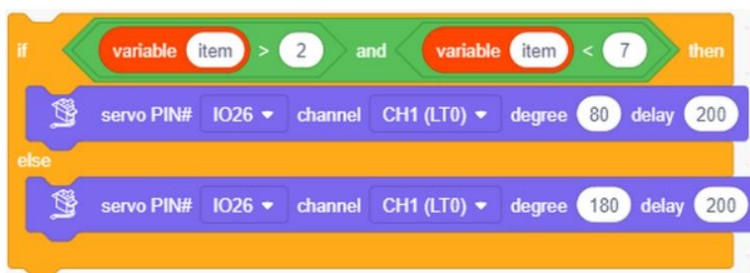 if variable item > 2 and variable item < 7 then
servo PIN# IO26 channel CH1 (LT0) degree 80 delay 200
else
servo PIN# IO26 channel CH1 (LT0) degree 180 delay 200